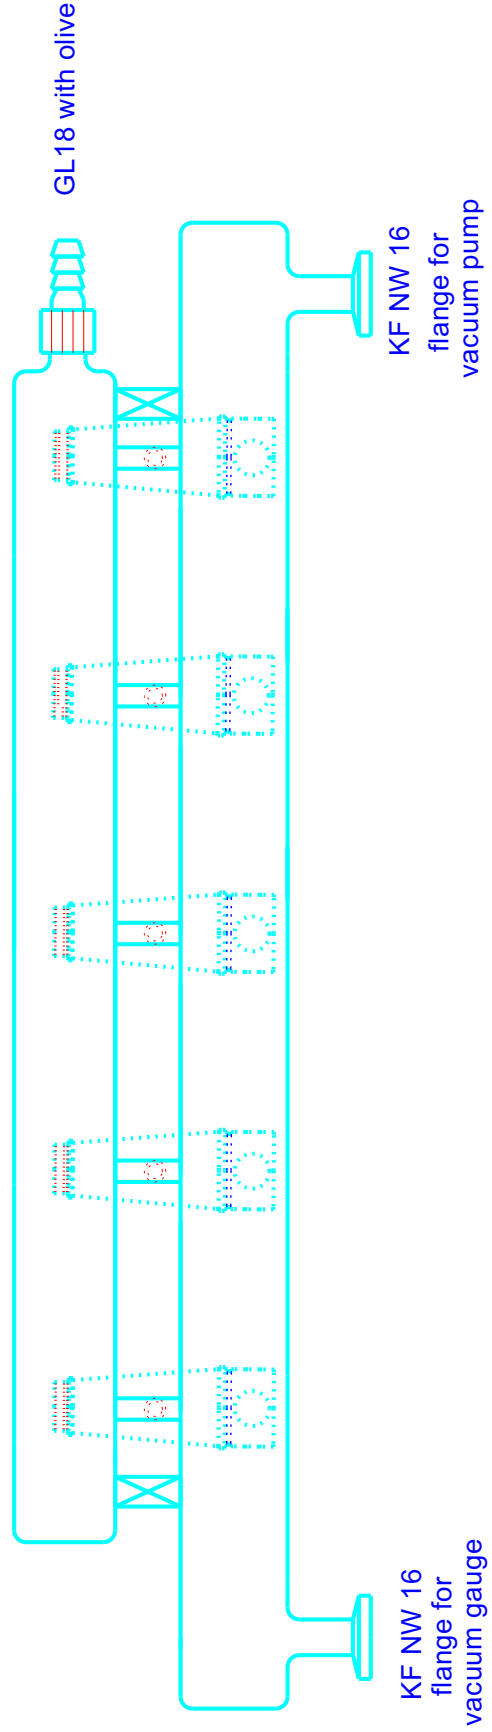 GL18 with olive
KF NW 16
flange for
vacuum pump
KF NW 16
flange for
vacuum gauge